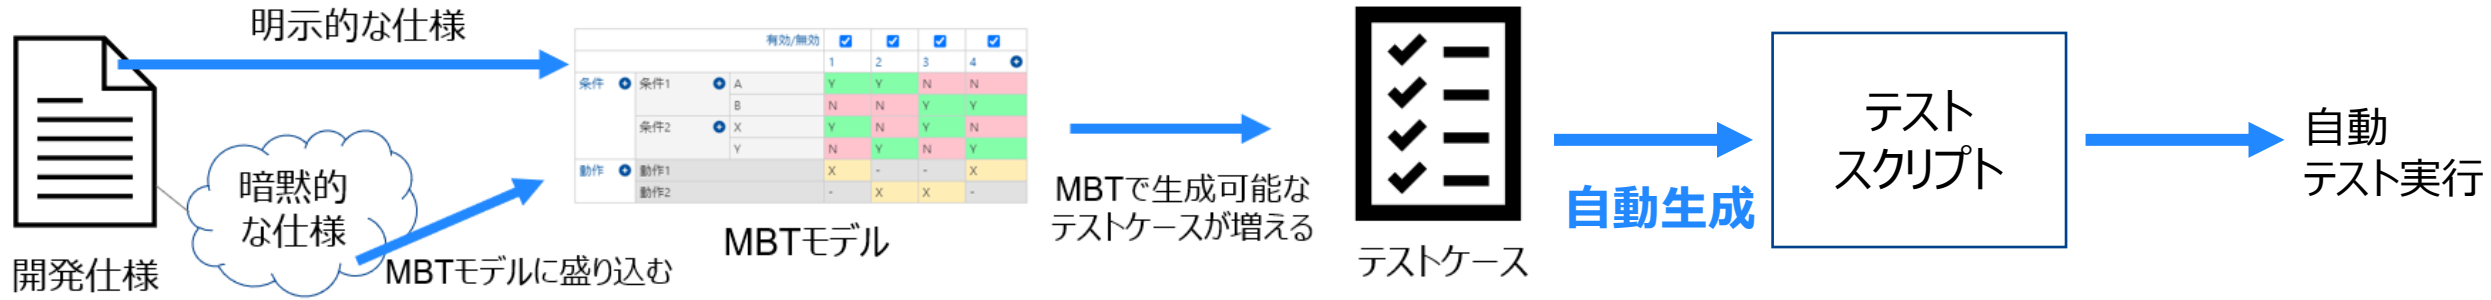 明示的な仕様
開発仕様
暗黙的
な仕様
MBTモデルに盛り込む
有効/無効
1 2 3 4
条件 条件1 A Y Y N N
B N N Y Y
条件2 X Y N Y N
Y N Y N Y
動作 動作1 X - - X
動作2 - X X -
MBTモデル
MBTで生成可能な
テストケースが増える
テストケース
自動生成
テスト
スクリプト
自動
テスト実行